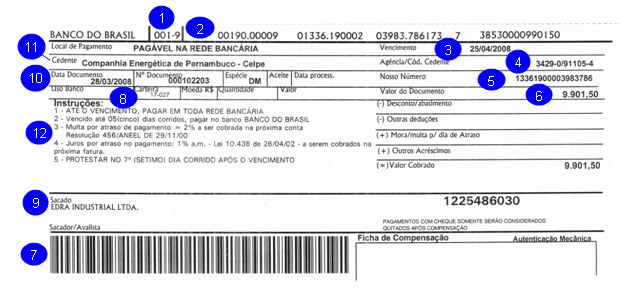 1 2
BANCO DO BRASIL 001-9 00190.00009 01336.190002 03983.786173 7 38530000990150
11 Local de Pagamento PAGÁVEL NA REDE BANCÁRIA Vencimento 3 25/04/2008
Cedente Companhia Energética de Pernambuco - Celpe Agência/Cód. Cedente 4 3429-0/91105-4
10 Data Documento 28/03/2008 Nº Documento 000102203 Espécie DM Aceite Data process. Nosso Número 5 13361900003983786
Uso Banco 8 Carteira 17-027 Moeda R$ Quantidade Valor Valor do Documento 6 9.901,50
Instruções: (-) Desconto/abatimento
1 - ATÉ O VENCIMENTO, PAGAR EM TODA REDE BANCÁRIA
2 - Vencido até 05(cinco) dias corridos, pagar no banco BANCO DO BRASIL (-) Outras deduções
12 3 - Multa por atraso de pagamento = 2% a ser cobrada na próxima conta
Resolução 456/ANEEL DE 29/11/00 (+) Mora/multa p/ dia de Atraso
4 - Juros por atraso no pagamento: 1% a.m. - Lei 10.438 de 26/04/02 - a serem cobrados na
próxima fatura. (+) Outros Acréscimos
5 - PROTESTAR NO 7º (SETIMO) DIA CORRIDO APÓS O VENCIMENTO (=)Valor Cobrado 9.901,50
9 Sacado 1225486030
EDRA INDUSTRIAL LTDA.
PAGAMENTOS COM CHEQUE SOMENTE SERÃO CONSIDERADOS
Sacador/Avalista QUITADOS APÓS COMPENSAÇÃO
7 Ficha de Compensação Autenticação Mecânica